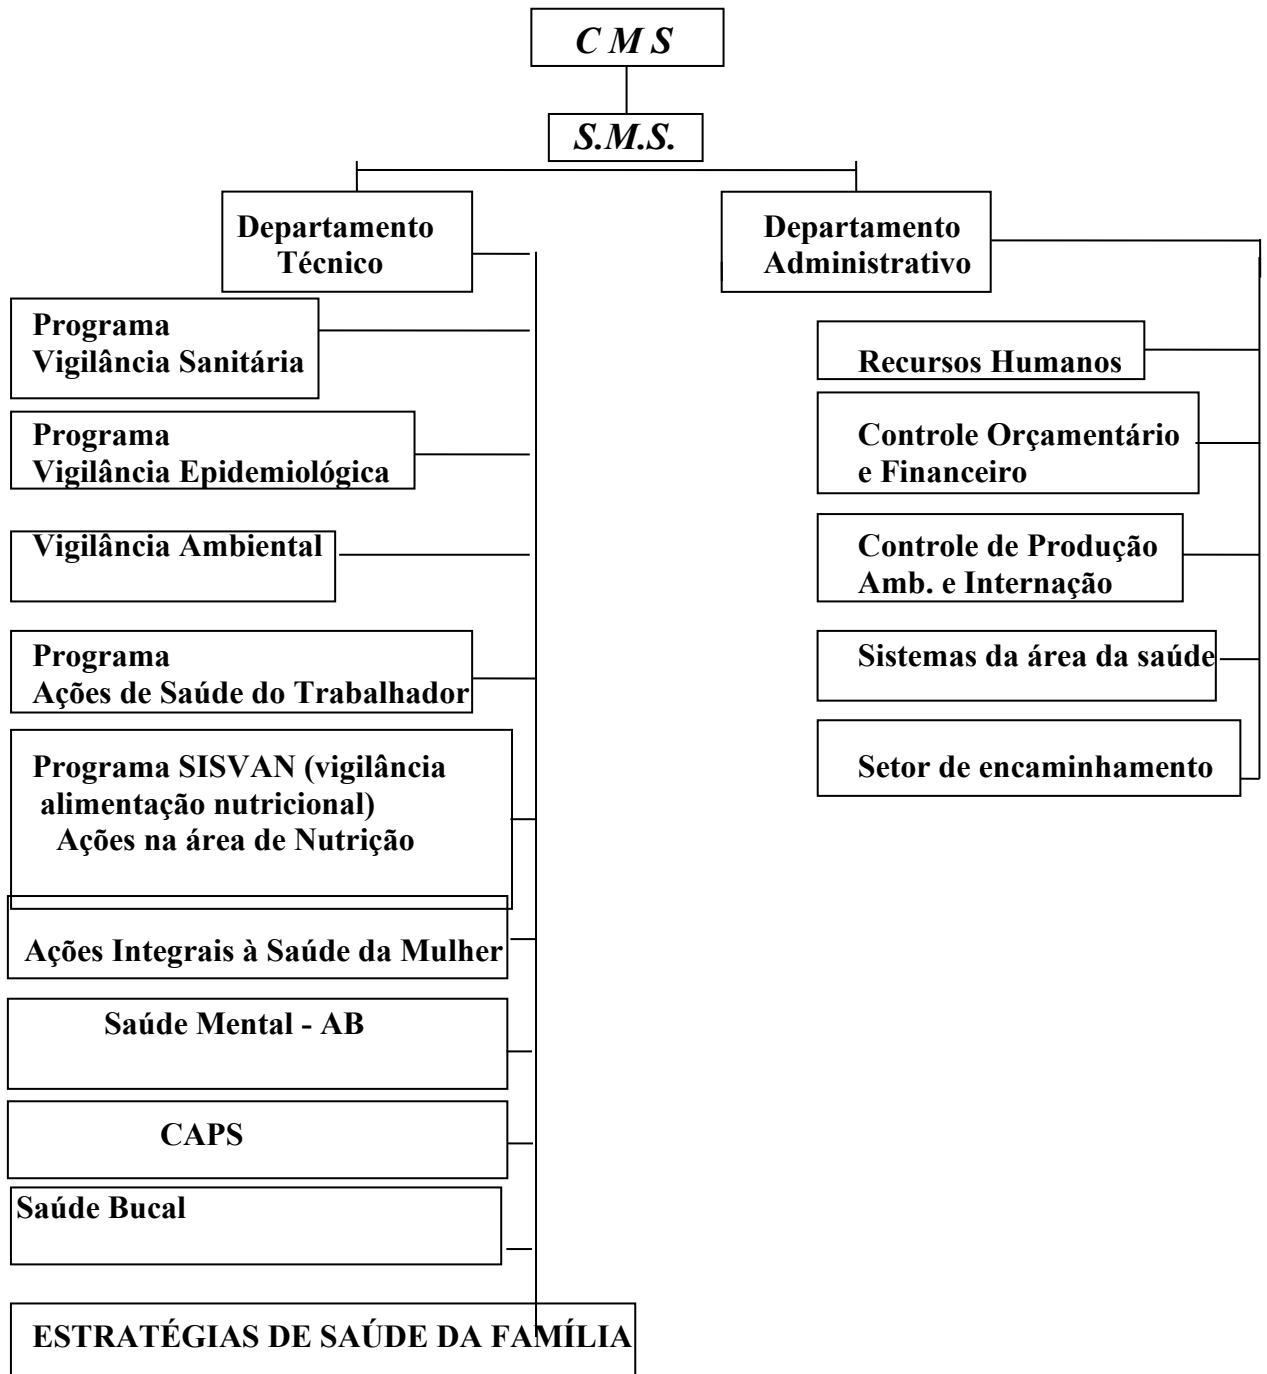 C M S
S.M.S.
Departamento
Técnico
Departamento
Administrativo
Programa
Vigilância Sanitária
Programa
Vigilância Epidemiológica
Vigilância Ambiental
Programa
Ações de Saúde do Trabalhador
Programa SISVAN (vigilância
alimentação nutricional)
Ações na área de Nutrição
Ações Integrais à Saúde da Mulher
Saúde Mental - AB
CAPS
Saúde Bucal
ESTRATÉGIAS DE SAÚDE DA FAMÍLIA
Recursos Humanos
Controle Orçamentário
e Financeiro
Controle de Produção
Amb. e Internação
Sistemas da área da saúde
Setor de encaminhamento